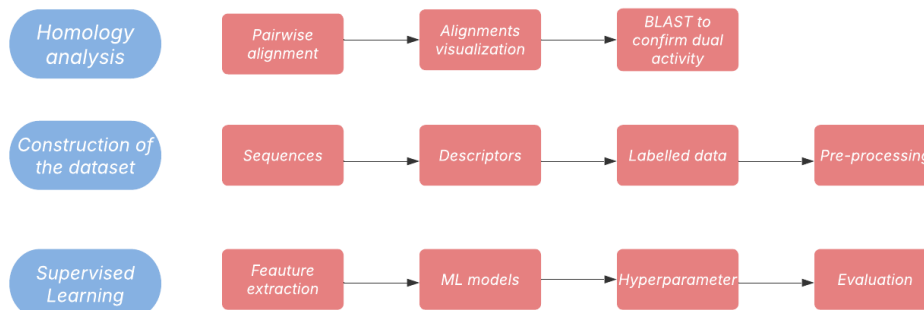 Homology
analysis
Pairwise
alignment
Alignments
visualization
BLAST to
confirm dual
activity
Construction of
the dataset
Sequences
Descriptors
Labelled data
Pre-processing
Supervised
Learning
Feauture
extraction
ML models
Hyperparameter
Evaluation